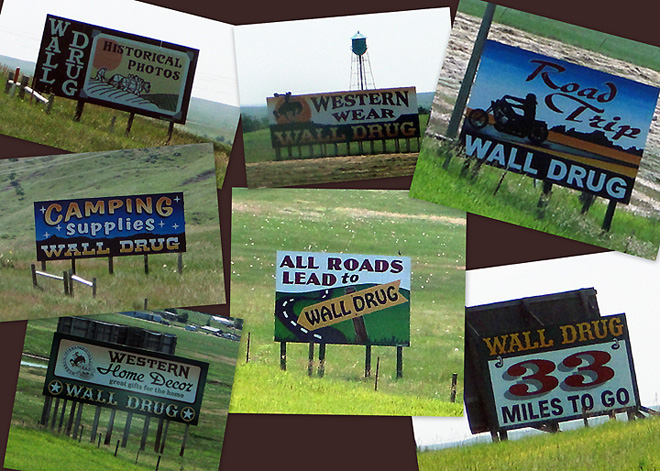 WALL
DRUG
HISTORICAL
PHOTOS
WESTERN
WEAR
WALL DRUG
Road
Trip
WALL DRUG
CAMPING
supplies
WALL DRUG
ALL ROADS
LEAD to
WALL DRUG
WESTERN
Home Decor
great gifts for the home
WALL DRUG
WALL DRUG
33
MILES TO GO